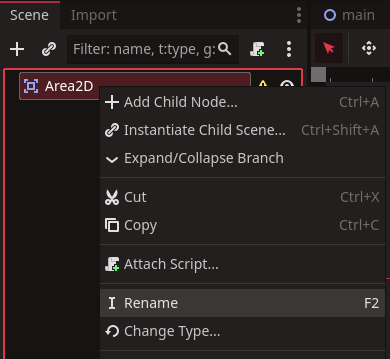 Scene Import main
Filter: name, t:type, g:
Area2D
Add Child Node... Ctrl+A
Instantiate Child Scene... Ctrl+Shift+A
Expand/Collapse Branch
Cut Ctrl+X
Copy Ctrl+C
Attach Script...
Rename F2
Change Type...